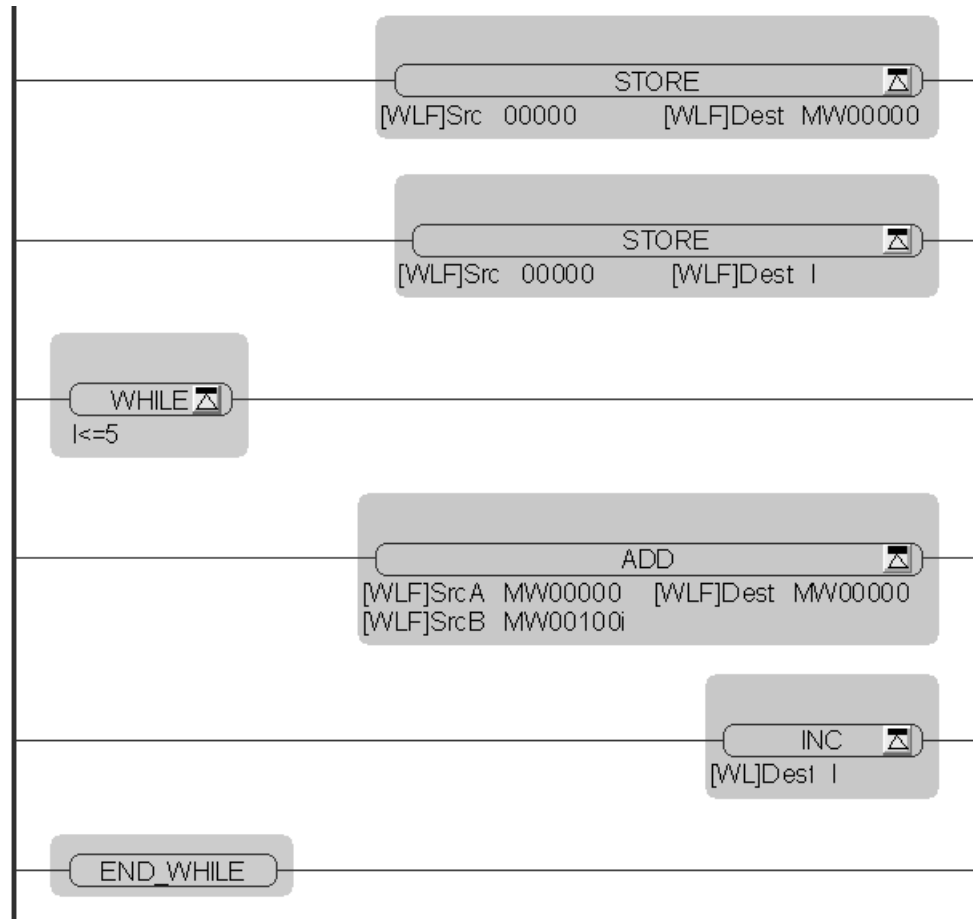 STORE
[WLF]Src 00000 [WLF]Dest MW00000
STORE
[WLF]Src 00000 [WLF]Dest I
WHILE
I<=5
ADD
[WLF]SrcA MW00000 [WLF]Dest MW00000
[WLF]SrcB MW00100i
INC
[WL]Dest I
END_WHILE